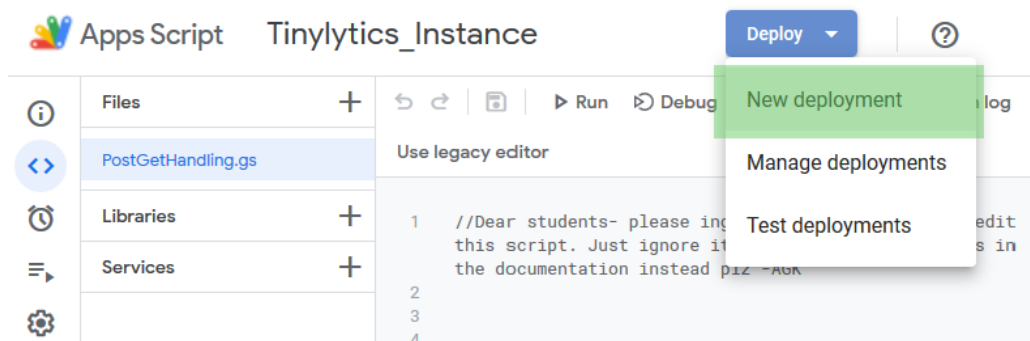 Apps Script Tinylytics_Instance Deploy
Files
Run Debug log
New deployment
PostGetHandling.gs
Use legacy editor
Manage deployments
Libraries
Test deployments
Services
1 //Dear students- please edit
this script. Just ignore it s in
the documentation instead plz -AGK
2
3
4